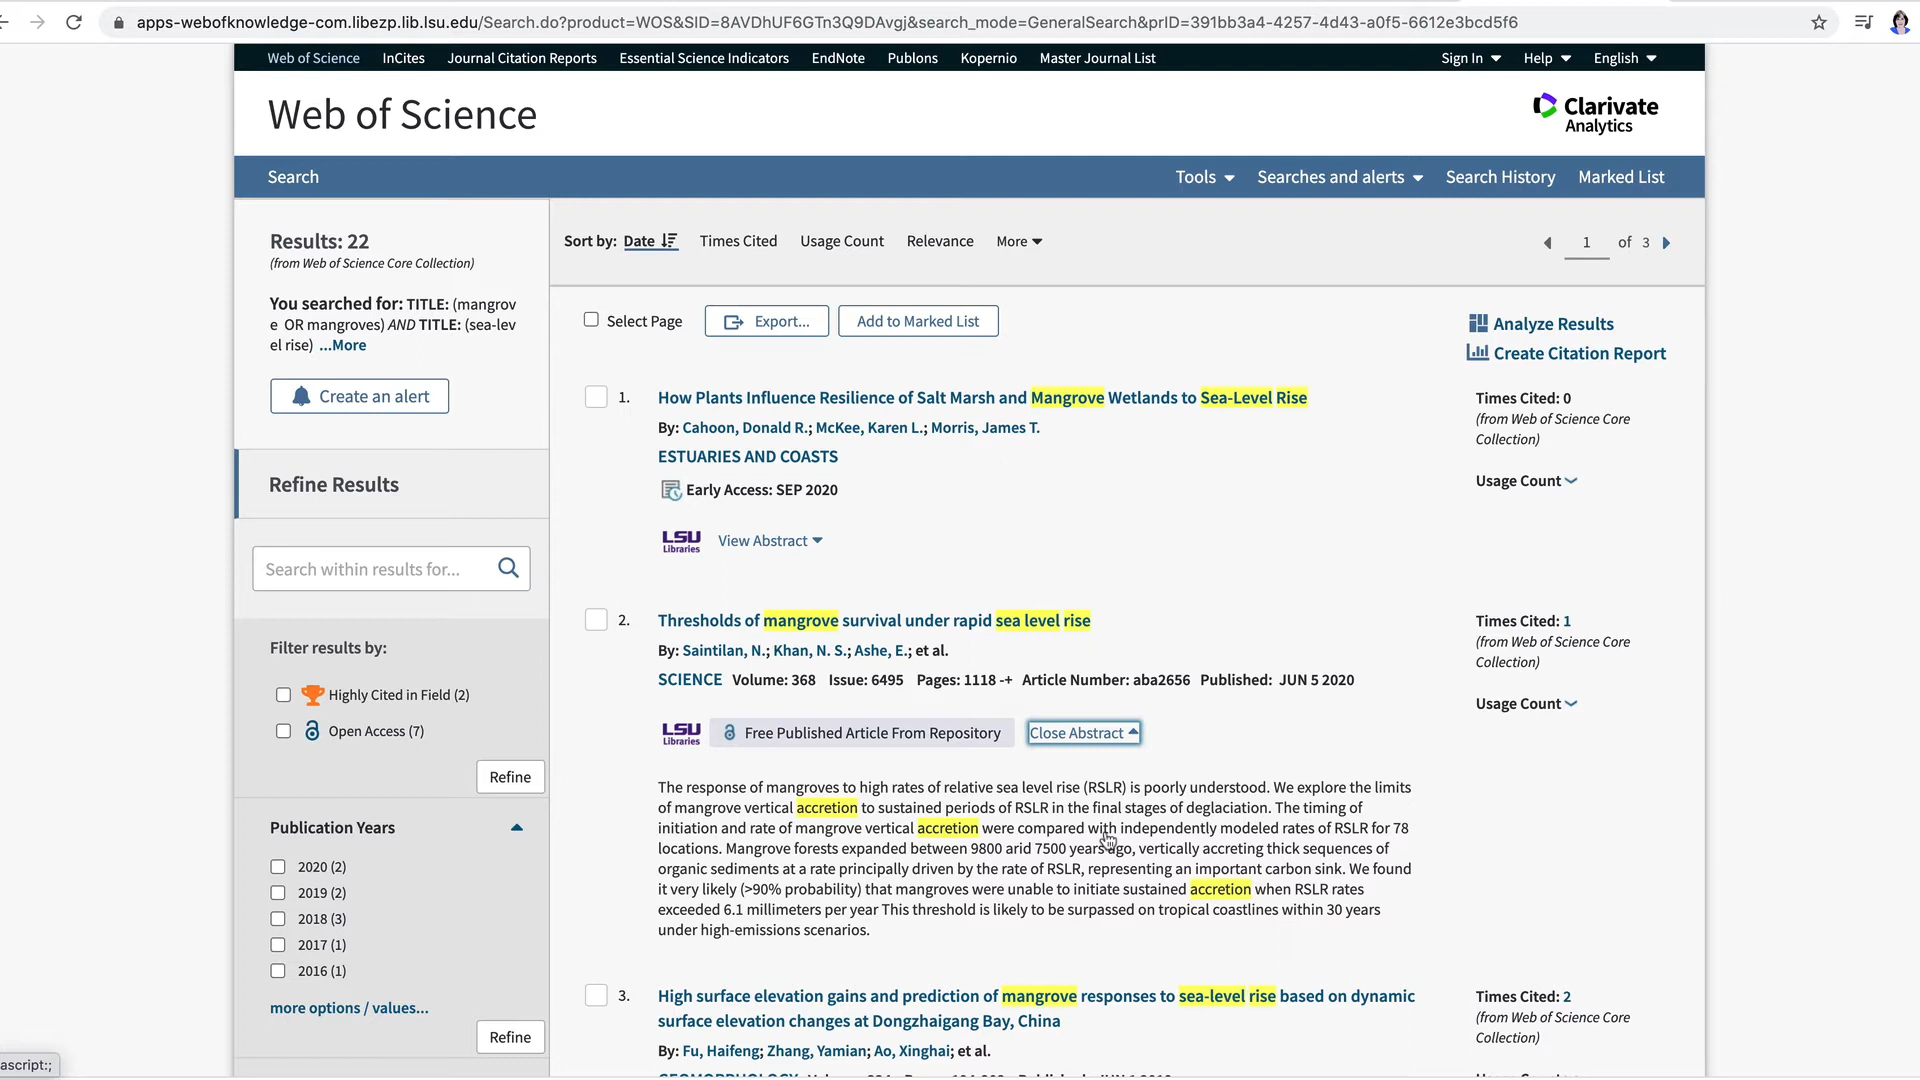 apps-webofknowledge-com.libezp.lib.lsu.edu/Search.do?product=WOS&SID=8AVDhUF6GTn3Q9DAvgj&search_mode=GeneralSearch&prID=391bb3a4-4257-4d43-a0f5-6612e3bcd5f6
Web of Science InCites Journal Citation Reports Essential Science Indicators EndNote Publons Kopernio Master Journal List Sign In Help English
Web of Science
Clarivate
Analytics
Search Tools Searches and alerts Search History Marked List
Results: 22
(from Web of Science Core Collection)
You searched for: TITLE: (mangrov
e OR mangroves) AND TITLE: (sea-lev
el rise) ...More
Create an alert
Refine Results
Search within results for...
Filter results by:
Highly Cited in Field (2)
Open Access (7)
Refine
Publication Years
2020 (2)
2019 (2)
2018 (3)
2017 (1)
2016 (1)
more options / values...
Refine
ascript:;
Sort by: Date Times Cited Usage Count Relevance More 1 of 3
Select Page Export... Add to Marked List
Analyze Results
Create Citation Report
1. How Plants Influence Resilience of Salt Marsh and Mangrove Wetlands to Sea-Level Rise
By: Cahoon, Donald R.; McKee, Karen L.; Morris, James T.
ESTUARIES AND COASTS
Early Access: SEP 2020
LSU Libraries View Abstract
Times Cited: 0
(from Web of Science Core
Collection)
Usage Count
2. Thresholds of mangrove survival under rapid sea level rise
By: Saintilan, N.; Khan, N. S.; Ashe, E.; et al.
SCIENCE Volume: 368 Issue: 6495 Pages: 1118 -+ Article Number: aba2656 Published: JUN 5 2020
LSU Libraries Free Published Article From Repository Close Abstract
The response of mangroves to high rates of relative sea level rise (RSLR) is poorly understood. We explore the limits
of mangrove vertical accretion to sustained periods of RSLR in the final stages of deglaciation. The timing of
initiation and rate of mangrove vertical accretion were compared with independently modeled rates of RSLR for 78
locations. Mangrove forests expanded between 9800 arid 7500 years ago, vertically accreting thick sequences of
organic sediments at a rate principally driven by the rate of RSLR, representing an important carbon sink. We found
it very likely (>90% probability) that mangroves were unable to initiate sustained accretion when RSLR rates
exceeded 6.1 millimeters per year This threshold is likely to be surpassed on tropical coastlines within 30 years
under high-emissions scenarios.
Times Cited: 1
(from Web of Science Core
Collection)
Usage Count
3. High surface elevation gains and prediction of mangrove responses to sea-level rise based on dynamic
surface elevation changes at Dongzhaigang Bay, China
By: Fu, Haifeng; Zhang, Yamian; Ao, Xinghai; et al.
Times Cited: 2
(from Web of Science Core
Collection)